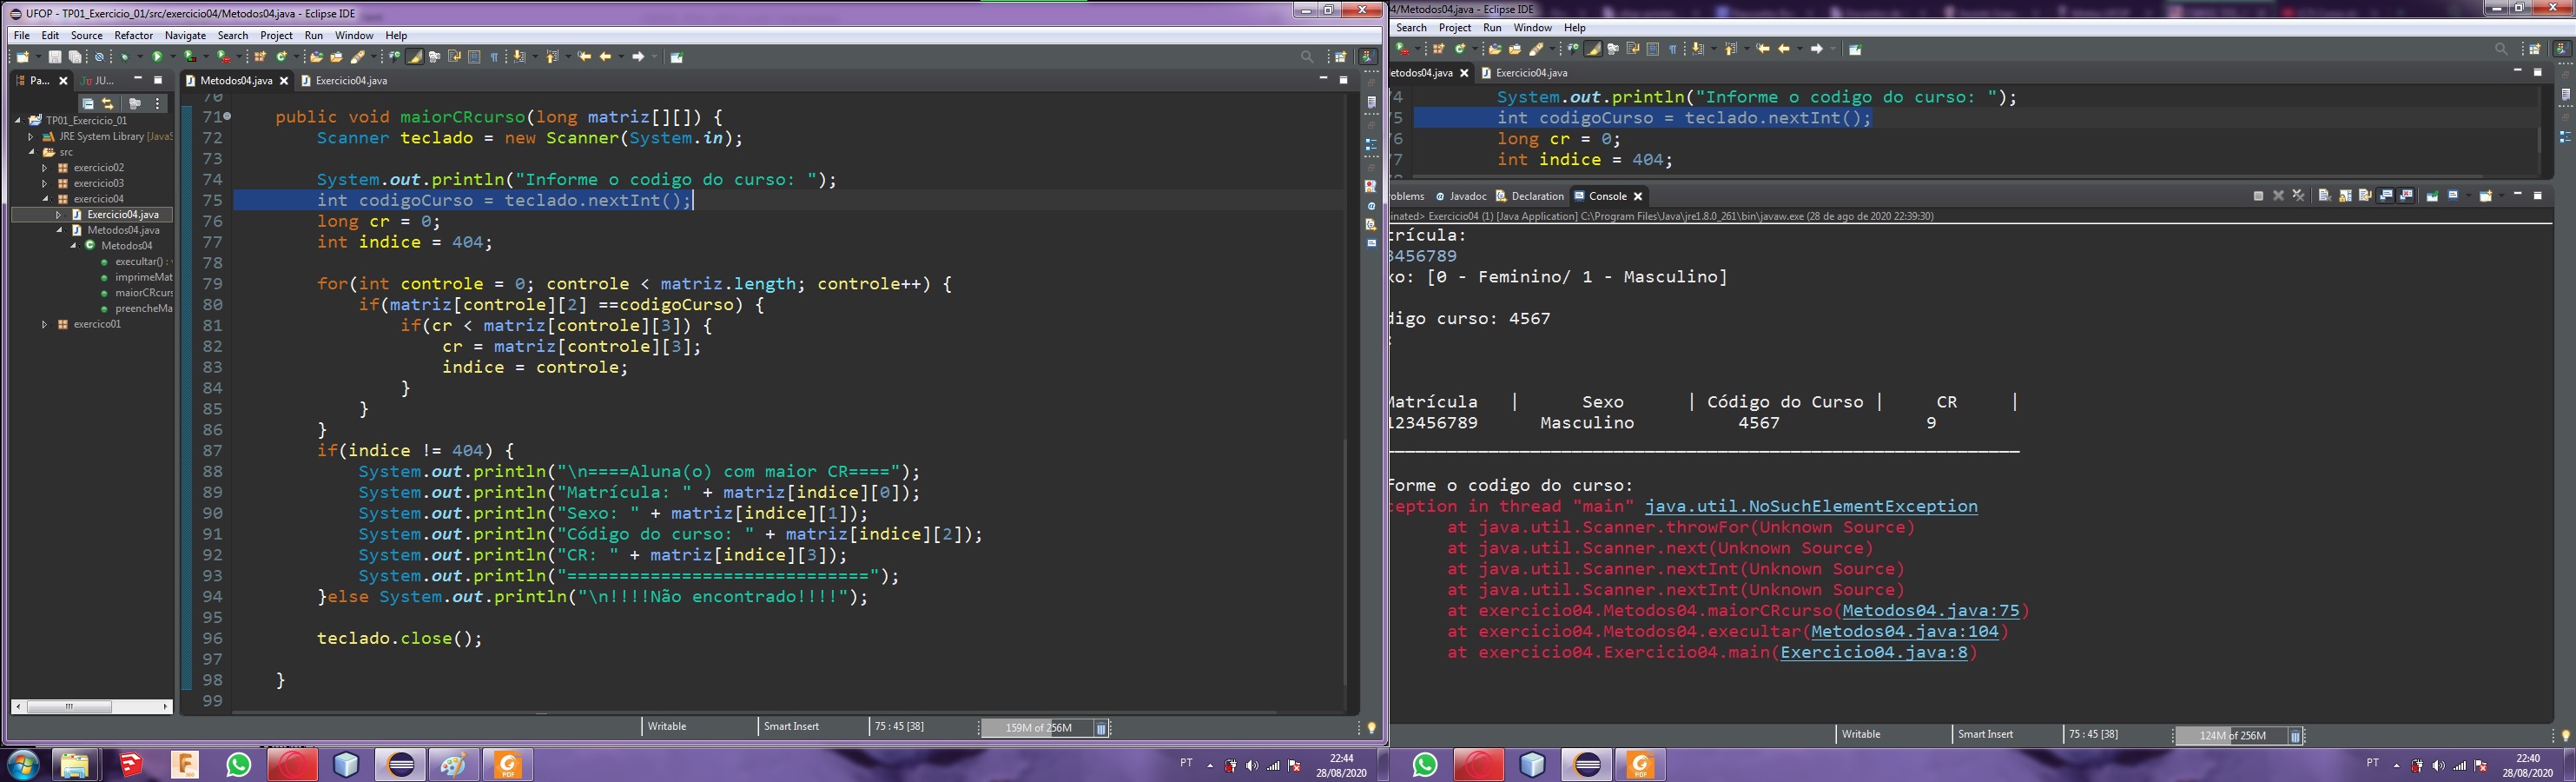 UFOP - TP01_Exercicio_01/src/exercicio04/Metodos04.java - Eclipse IDE
File Edit Source Refactor Navigate Search Project Run Window Help
Pa... JU...
TP01_Exercicio_01
JRE System Library [JavaS
src
exercicio02
exercicio03
exercicio04
Exercicio04.java
Metodos04.java
Metodos04
execultar() : v
imprimeMat
maiorCRcurs
preencheMa
exercico01
Metodos04.java Exercicio04.java
70
71 public void maiorCRcurso(long matriz[][]) {
72 Scanner teclado = new Scanner(System.in);
73
74 System.out.println("Informe o codigo do curso: ");
75 int codigoCurso = teclado.nextInt();
76 long cr = 0;
77 int indice = 404;
78
79 for(int controle = 0; controle < matriz.length; controle++) {
80 if(matriz[controle][2] ==codigoCurso) {
81 if(cr < matriz[controle][3]) {
82 cr = matriz[controle][3];
83 indice = controle;
84 }
85 }
86 }
87 if(indice != 404) {
88 System.out.println("\n====Aluna(o) com maior CR====");
89 System.out.println("Matrícula: " + matriz[indice][0]);
90 System.out.println("Sexo: " + matriz[indice][1]);
91 System.out.println("Código do curso: " + matriz[indice][2]);
92 System.out.println("CR: " + matriz[indice][3]);
93 System.out.println("=============================");
94 }else System.out.println("\n!!!!Não encontrado!!!!");
95
96 teclado.close();
97
98 }
99
Writable Smart Insert 75 : 45 [38] 159M of 256M
PT 22:44
28/08/2020
4/Metodos04.java - Eclipse IDE
Search Project Run Window Help
etodos04.java Exercicio04.java
74 System.out.println("Informe o codigo do curso: ");
75 int codigoCurso = teclado.nextInt();
76 long cr = 0;
77 int indice = 404;
roblems Javadoc Declaration Console
inated> Exercicio04 (1) [Java Application] C:\Program Files\Java\jre1.8.0_261\bin\javaw.exe (28 de ago de 2020 22:39:30)
trícula:
3456789
xo: [0 - Feminino/ 1 - Masculino]
digo curso: 4567
:
Matrícula | Sexo | Código do Curso | CR |
123456789 Masculino 4567 9
forme o codigo do curso:
ception in thread "main" java.util.NoSuchElementException
at java.util.Scanner.throwFor(Unknown Source)
at java.util.Scanner.next(Unknown Source)
at java.util.Scanner.nextInt(Unknown Source)
at java.util.Scanner.nextInt(Unknown Source)
at exercicio04.Metodos04.maiorCRcurso(Metodos04.java:75)
at exercicio04.Metodos04.execultar(Metodos04.java:104)
at exercicio04.Exercicio04.main(Exercicio04.java:8)
Writable Smart Insert 75 : 45 [38] 124M of 256M
PT 22:40
28/08/2020